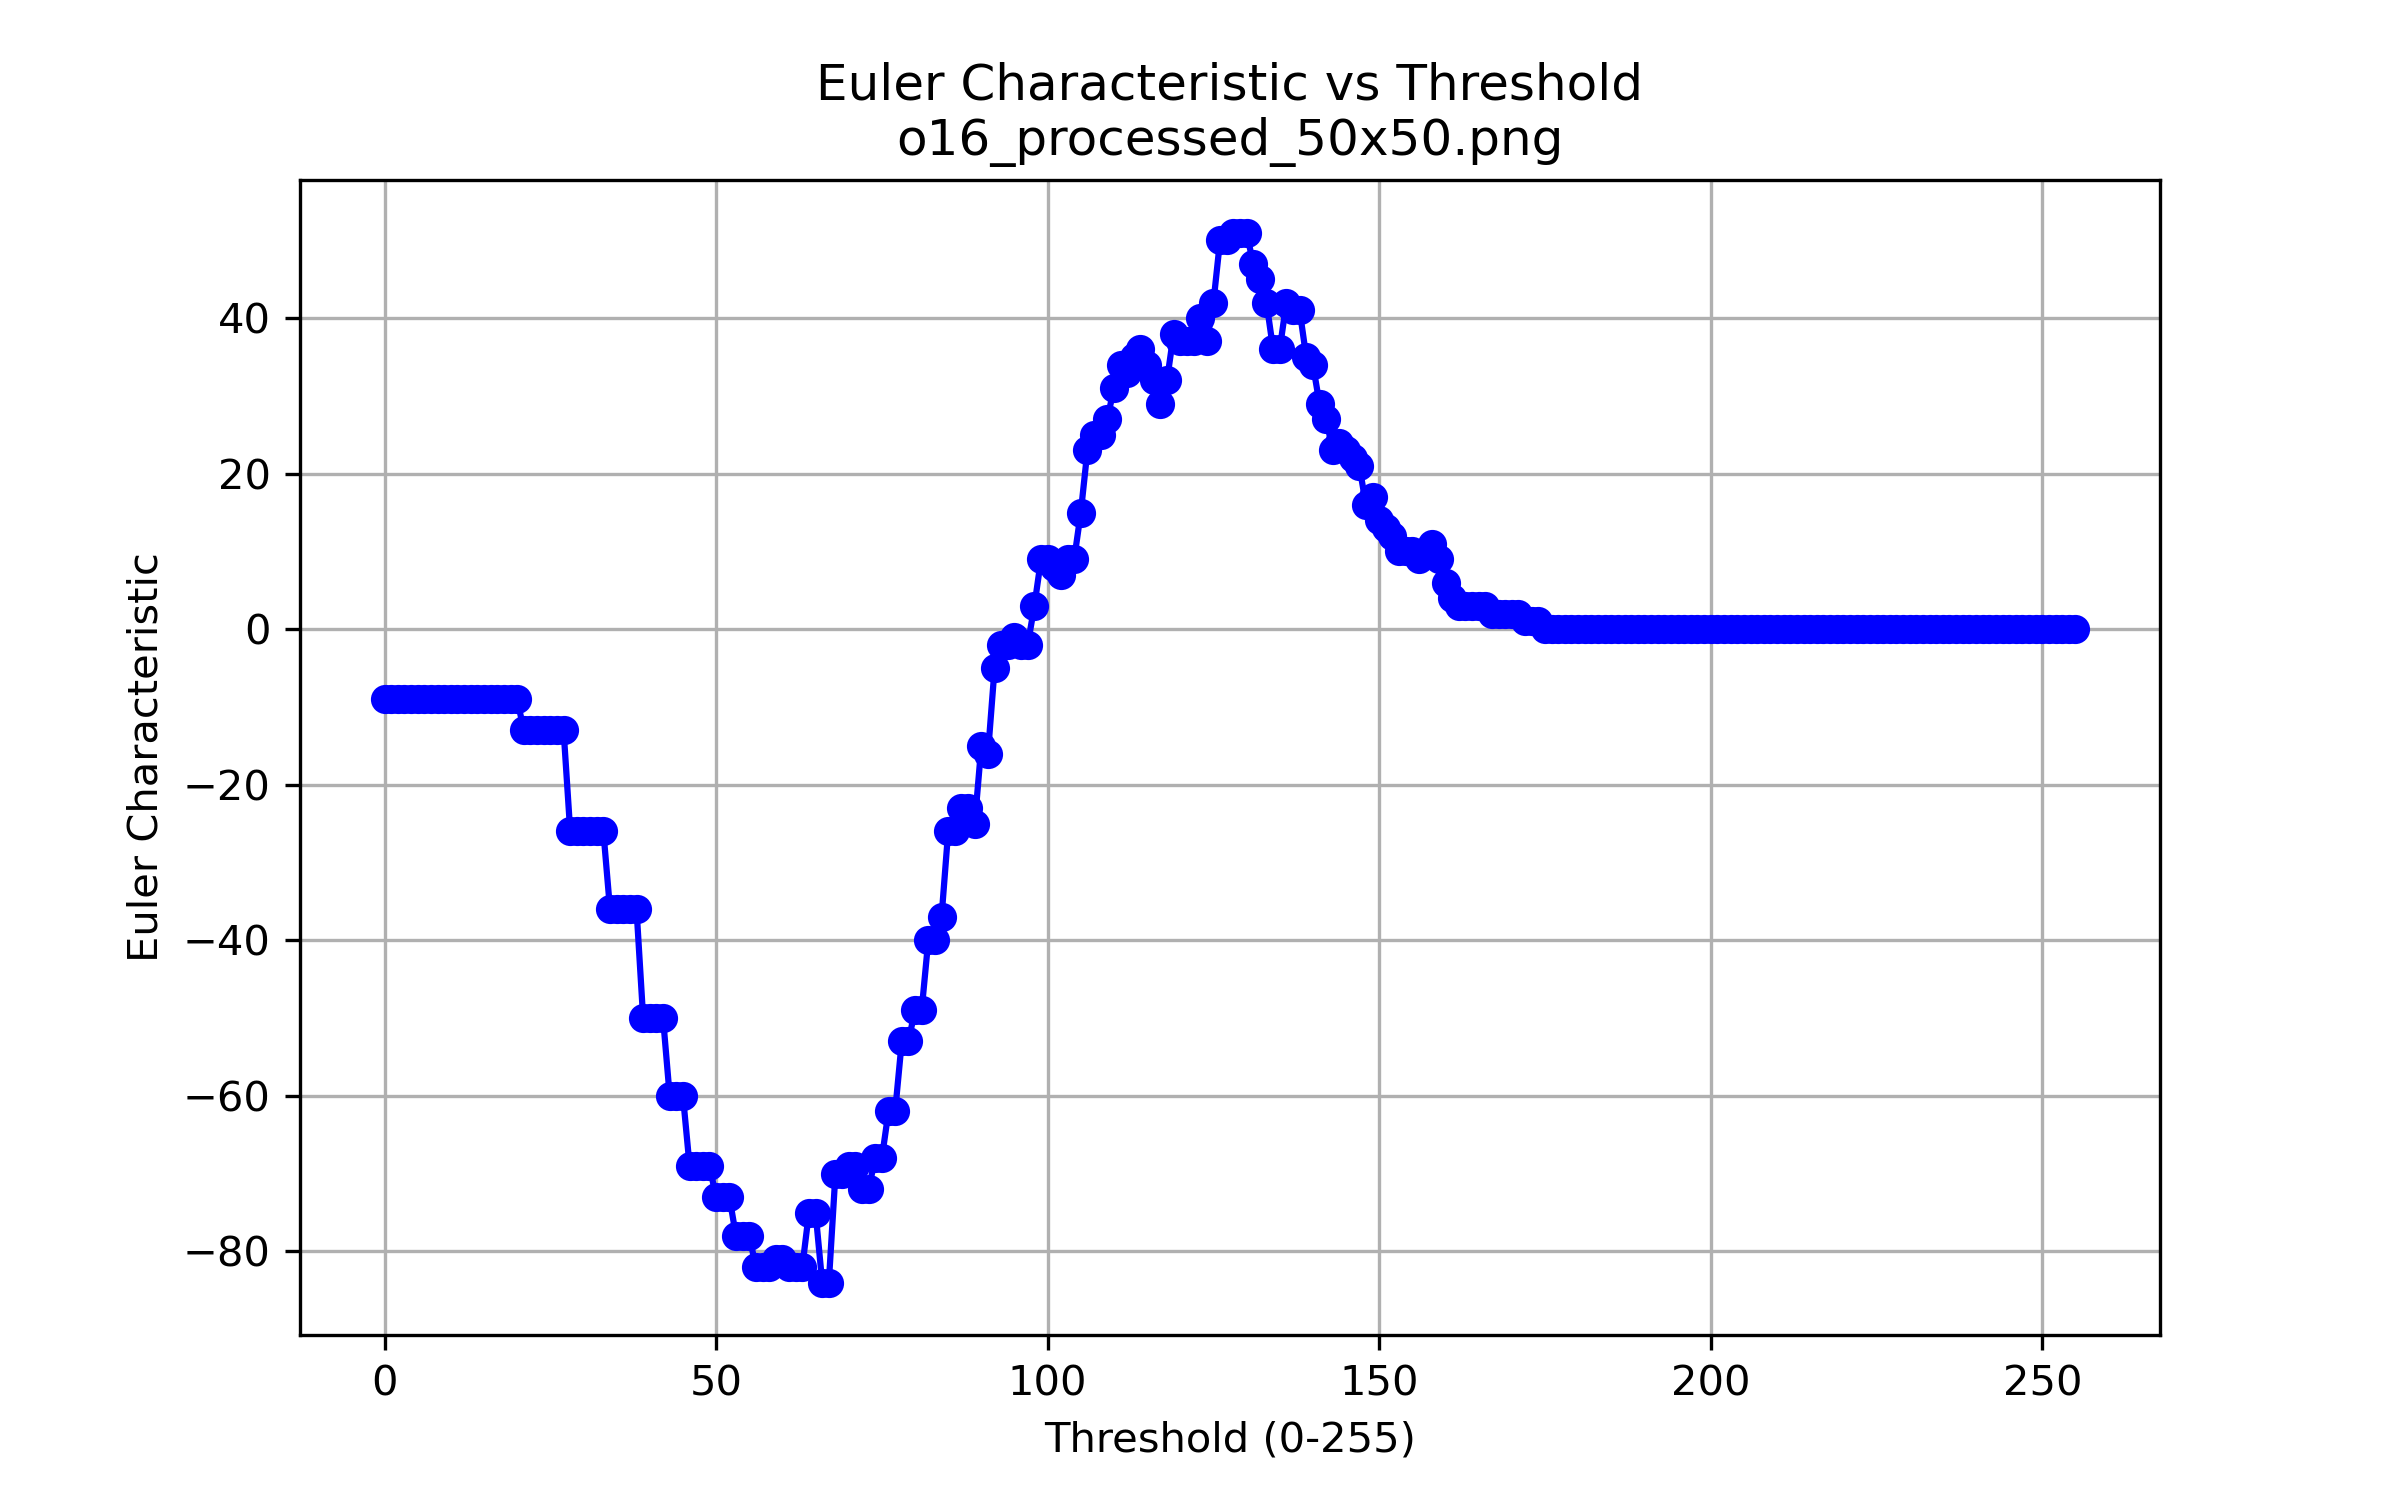 Euler Characteristic vs Threshold
o16_processed_50x50.png
Euler Characteristic
40
20
0
−20
−40
−60
−80
0 50 100 150 200 250
Threshold (0-255)